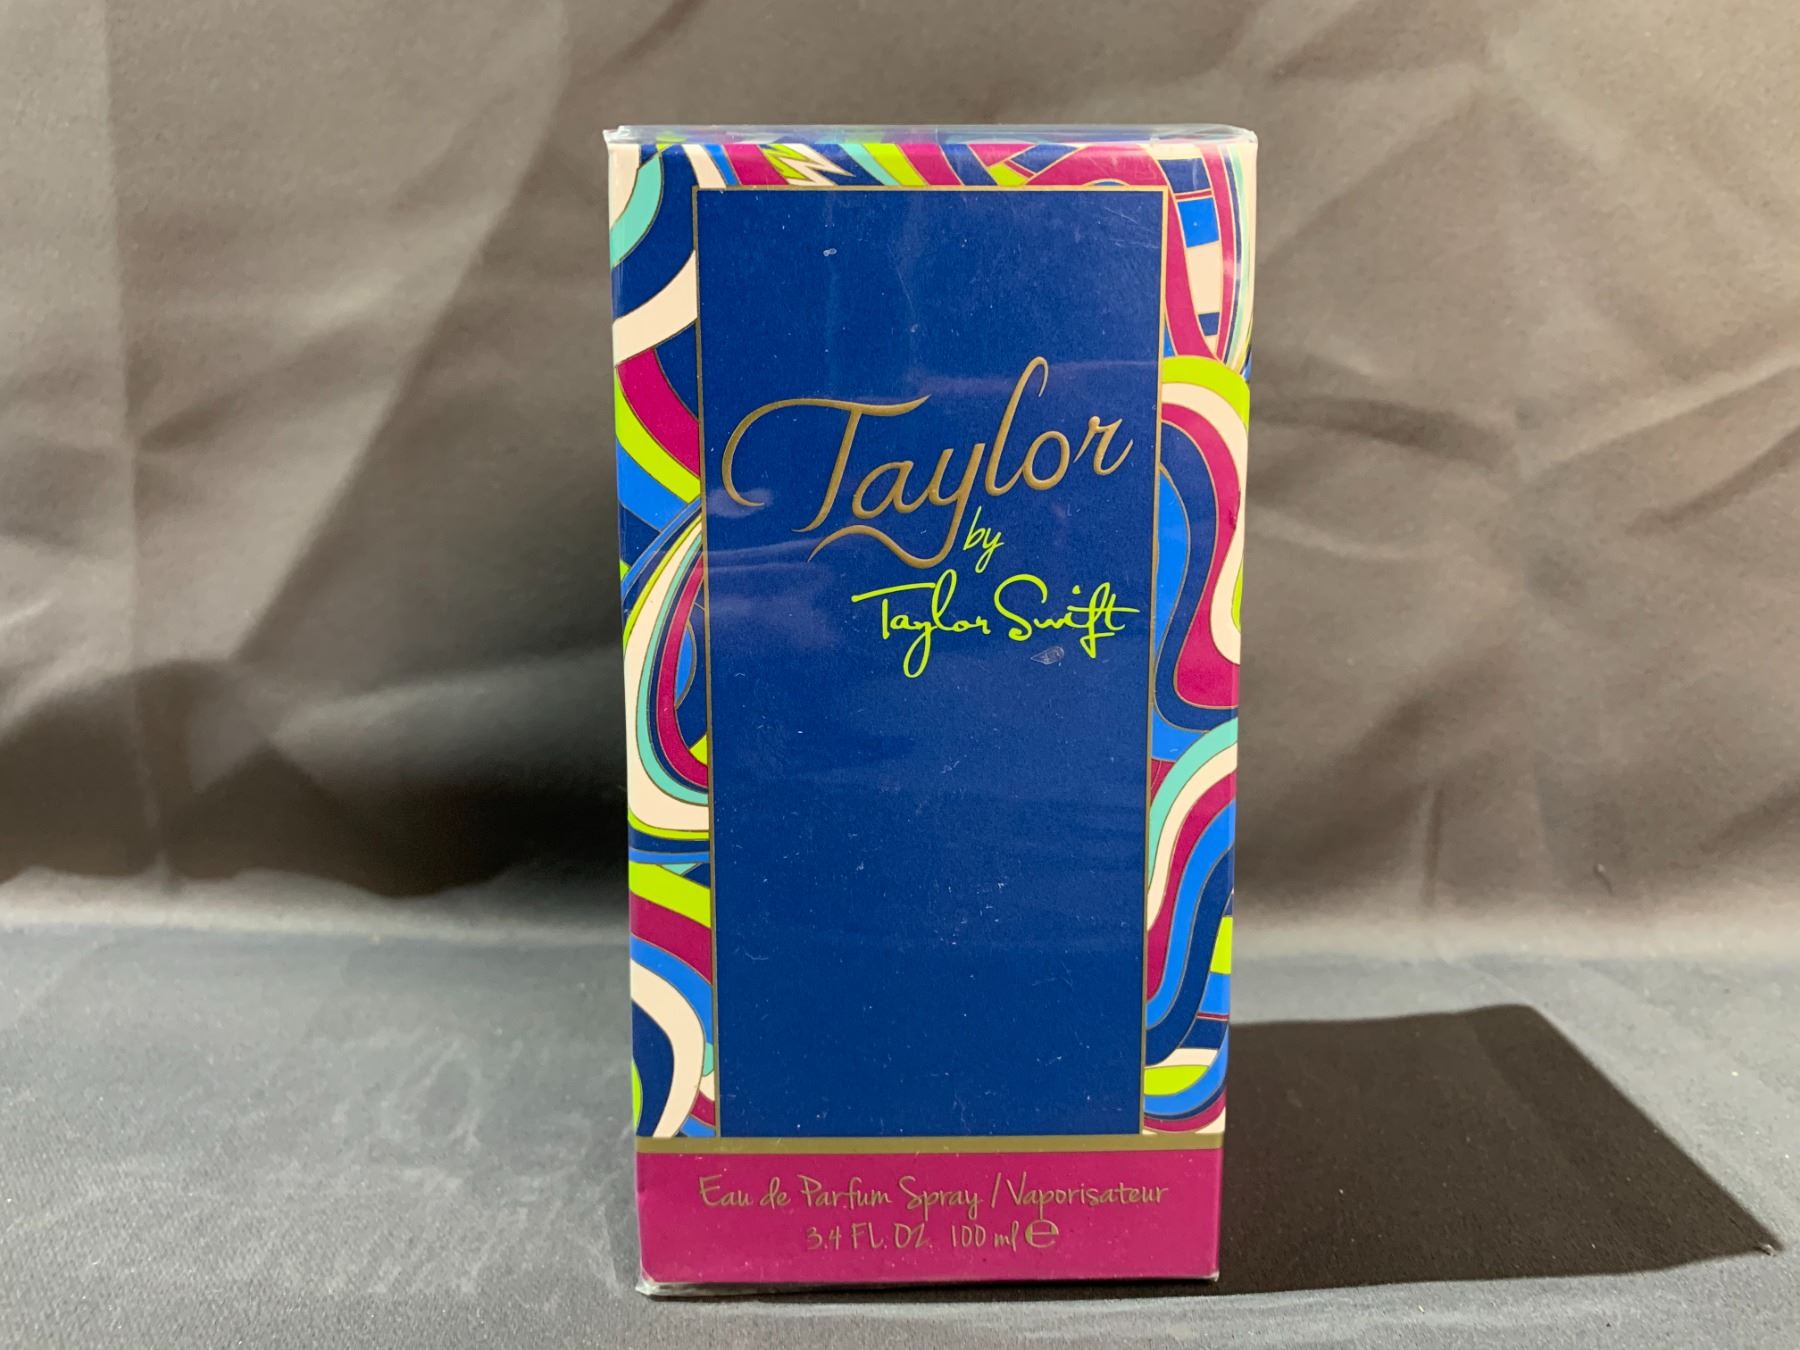 Taylor
by
Taylor Swift
Eau de Parfum Spray / Vaporisateur
3.4 FL. OZ. 100 ml ℮